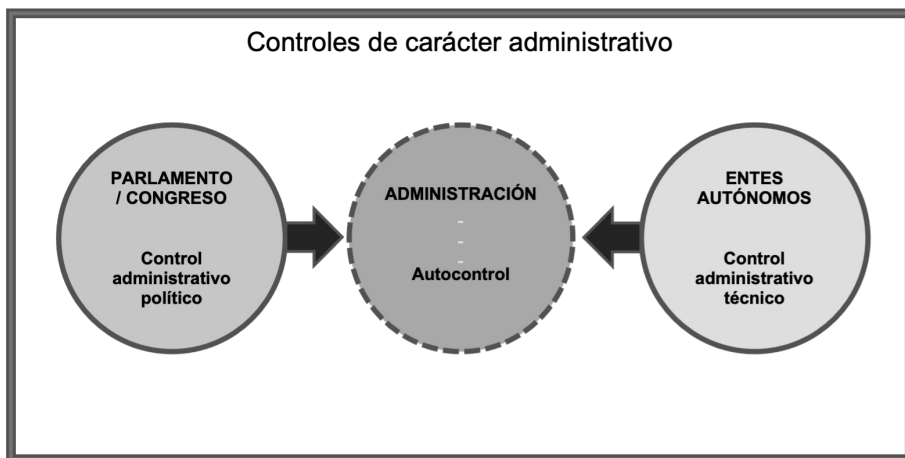 Controles de carácter administrativo
PARLAMENTO
/ CONGRESO
Control
administrativo
político
ADMINISTRACIÓN
-
-
-
Autocontrol
ENTES
AUTÓNOMOS
Control
administrativo
técnico